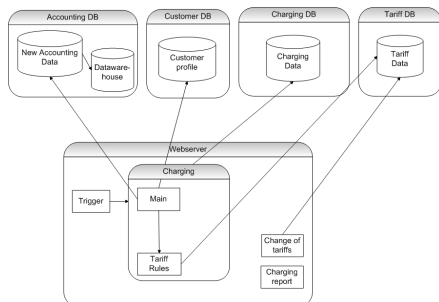 Accounting DB
Customer DB
Charging DB
Tariff DB
New Accounting
Data
Dataware-
house
Customer
profile
Charging
Data
Tariff
Data
Webserver
Charging
Trigger
Main
Tariff
Rules
Change of
tariffs
Charging
report